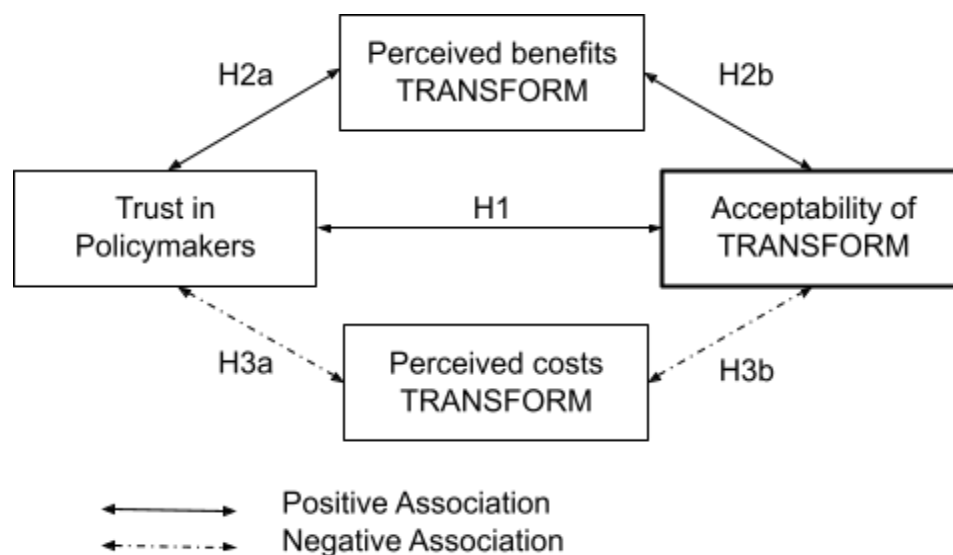 Perceived benefits
TRANSFORM
H2a
H2b
Trust in
Policymakers
H1
Acceptability of
TRANSFORM
H3a
Perceived costs
TRANSFORM
H3b
Positive Association
Negative Association